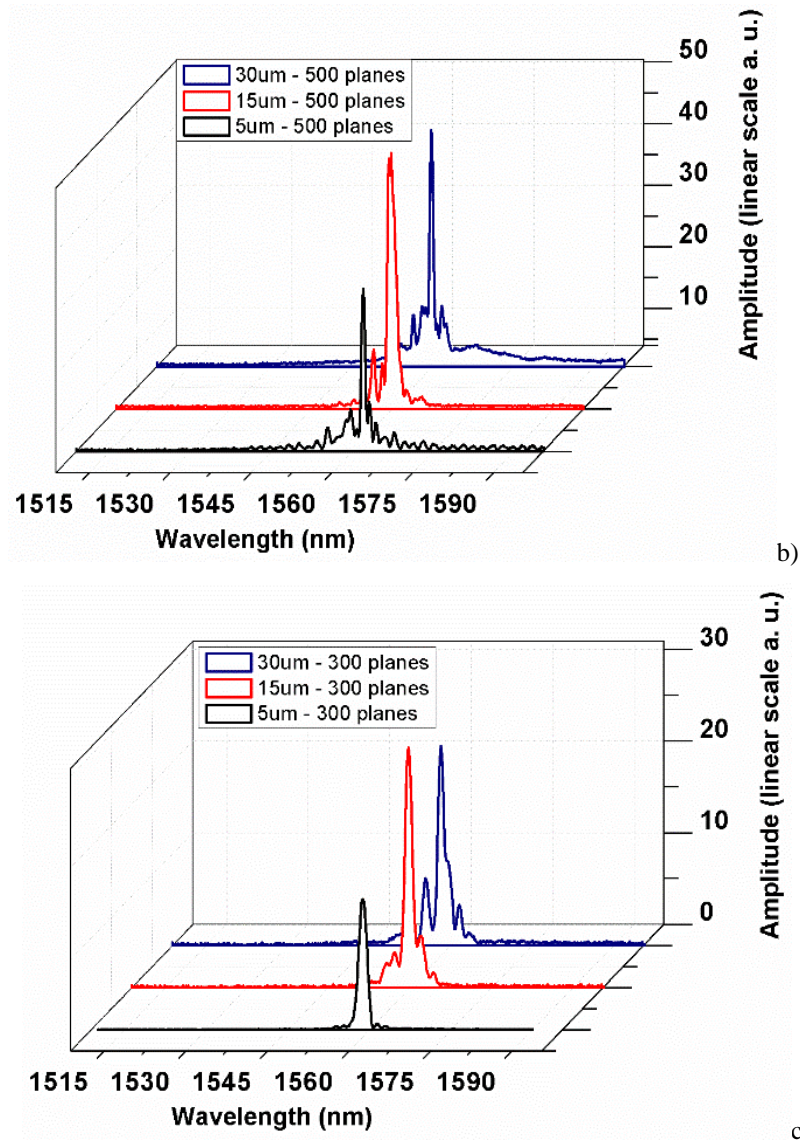 50
30um - 500 planes
15um - 500 planes
5um - 500 planes
40
30
20
10
Amplitude (linear scale a. u.)
1515 1530 1545 1560 1575 1590
Wavelength (nm)
b)
30
30um - 300 planes
15um - 300 planes
5um - 300 planes
20
10
0
Amplitude (linear scale a. u.)
1515 1530 1545 1560 1575 1590
Wavelength (nm)
c